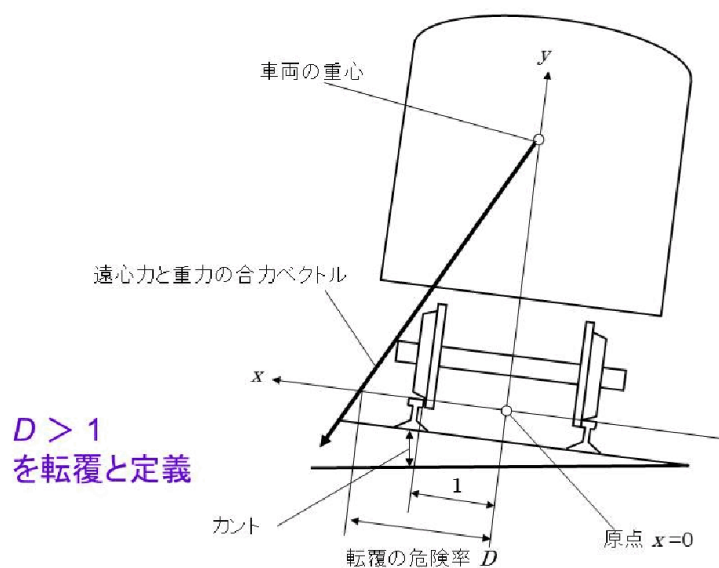 車両の重心
y
遠心力と重力の合力ベクトル
x
D > 1
を転覆と定義
1
カント
転覆の危険率 D
原点 x=0